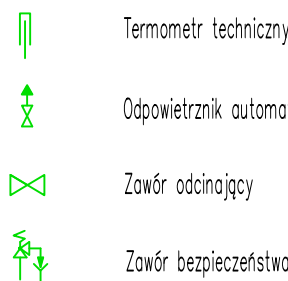 Termometr techniczny
Odpowietrznik automa
Zawór odcinający
Zawór bezpieczeństwa